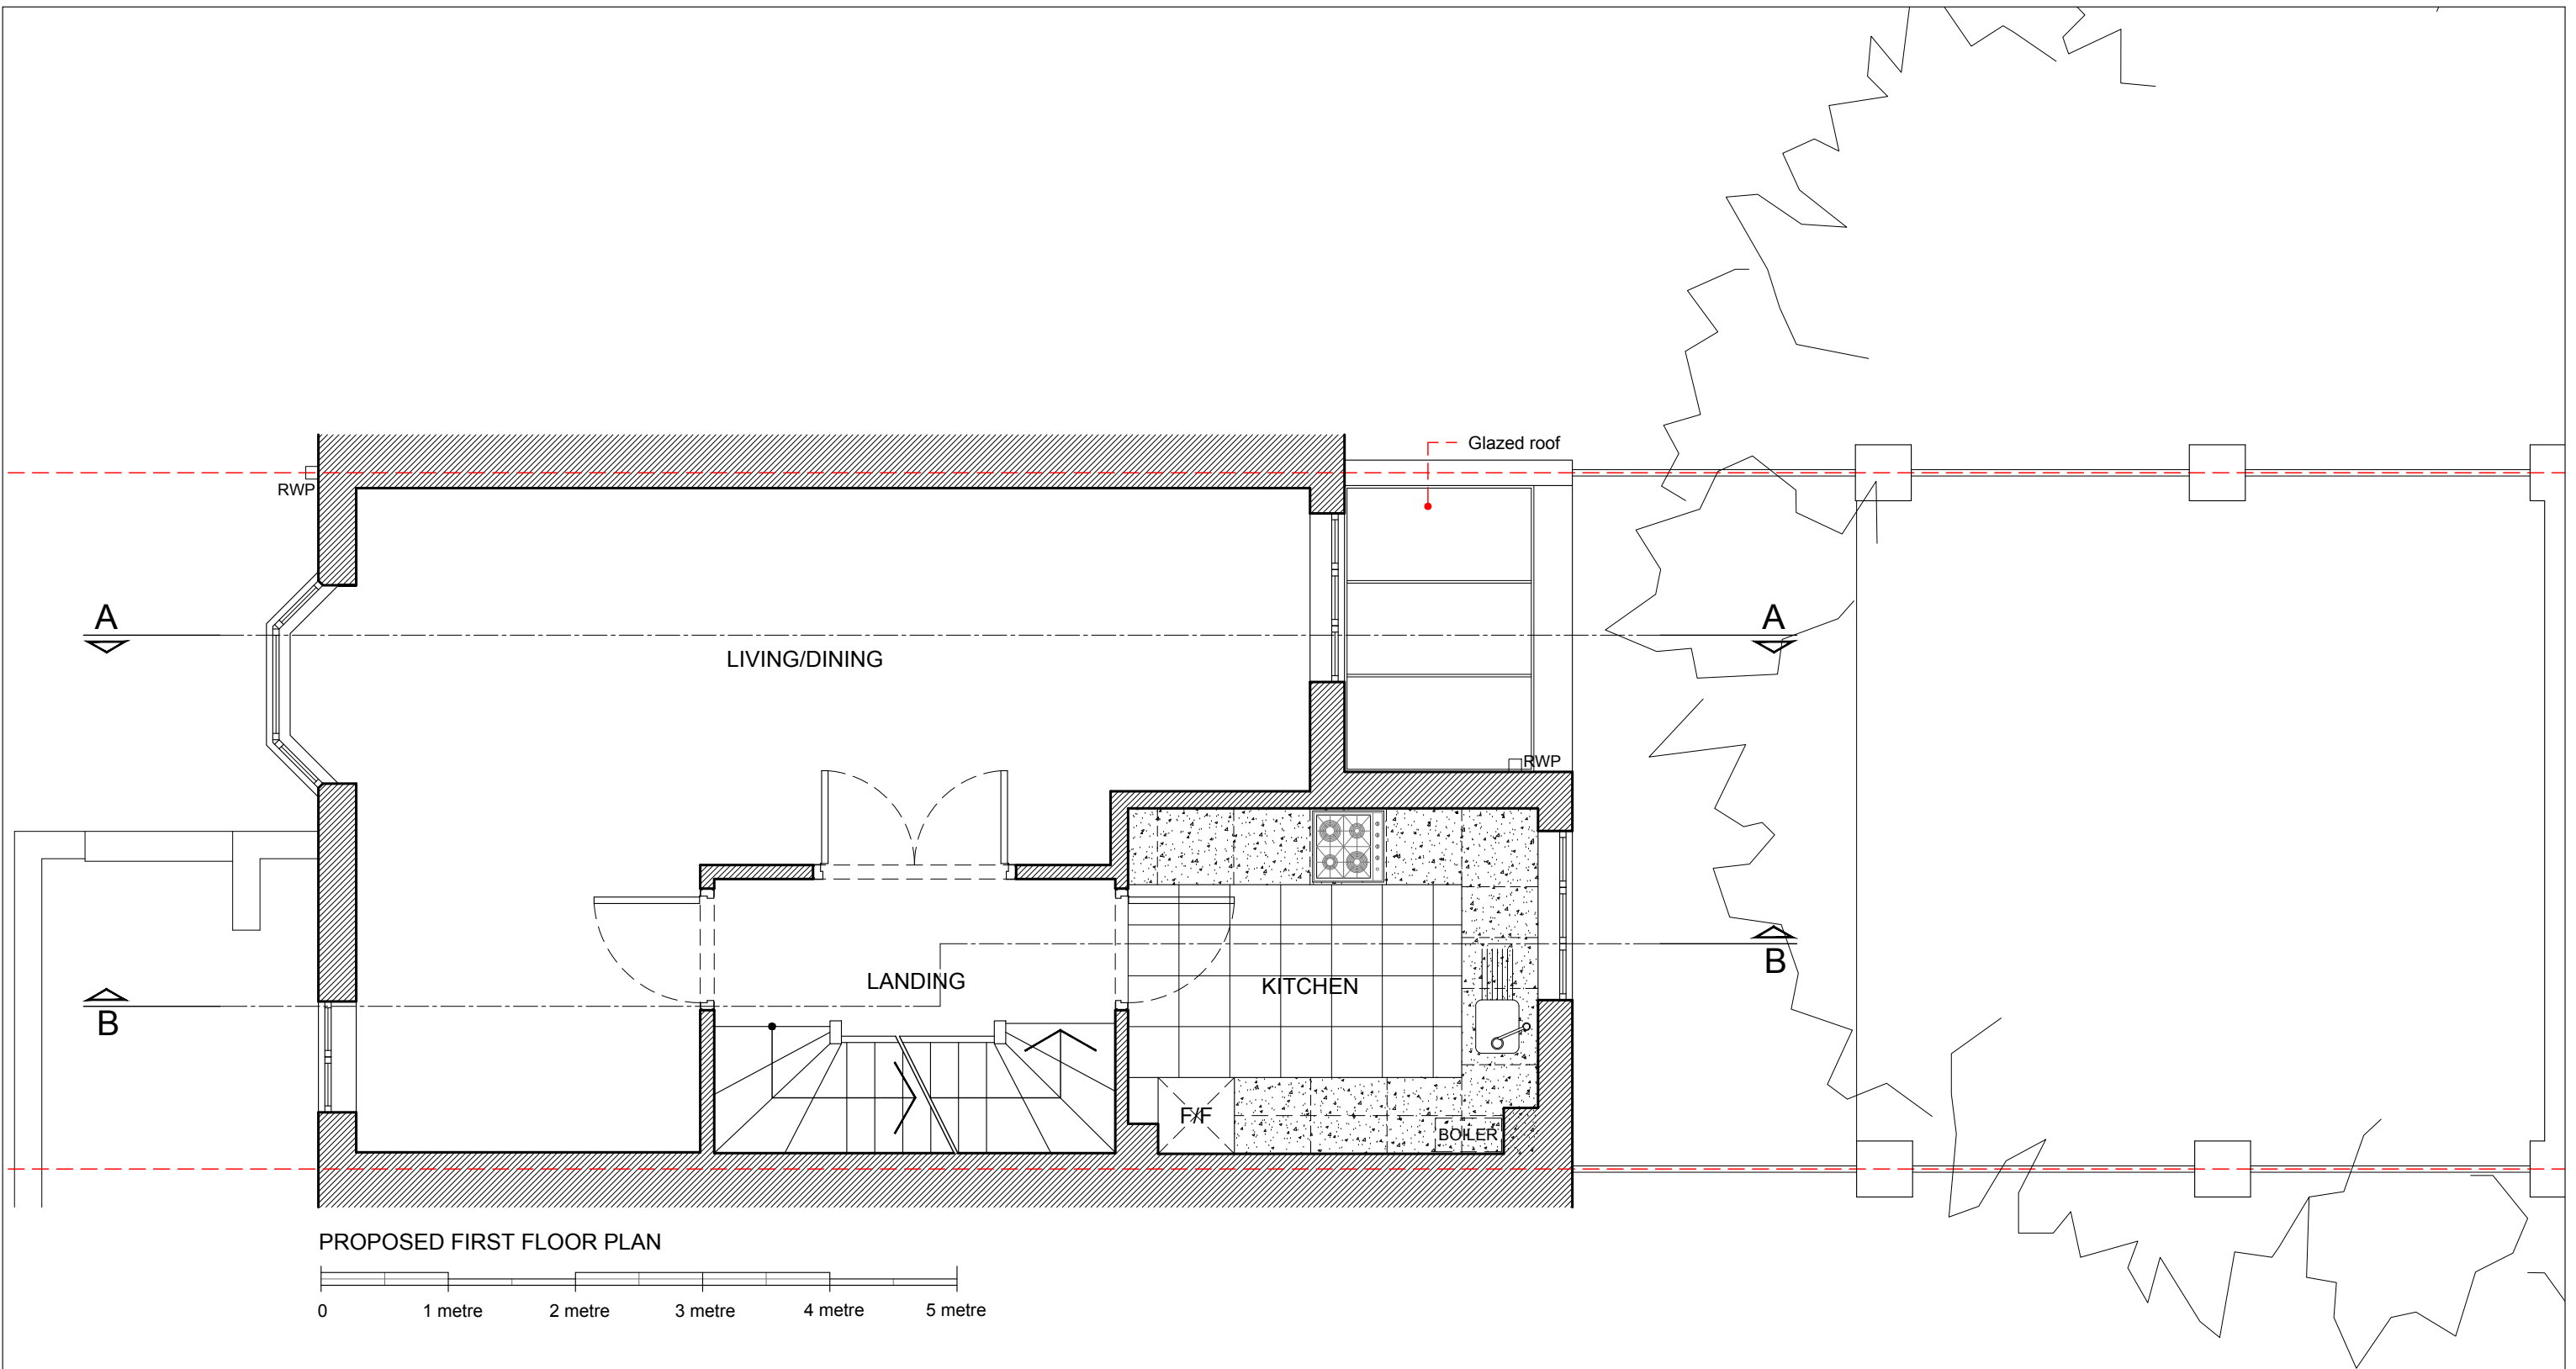 Glazed roof
RWP
A
A
LIVING/DINING
RWP
B
LANDING
KITCHEN
B
F/F
BOILER
PROPOSED FIRST FLOOR PLAN
0 1 metre 2 metre 3 metre 4 metre 5 metre